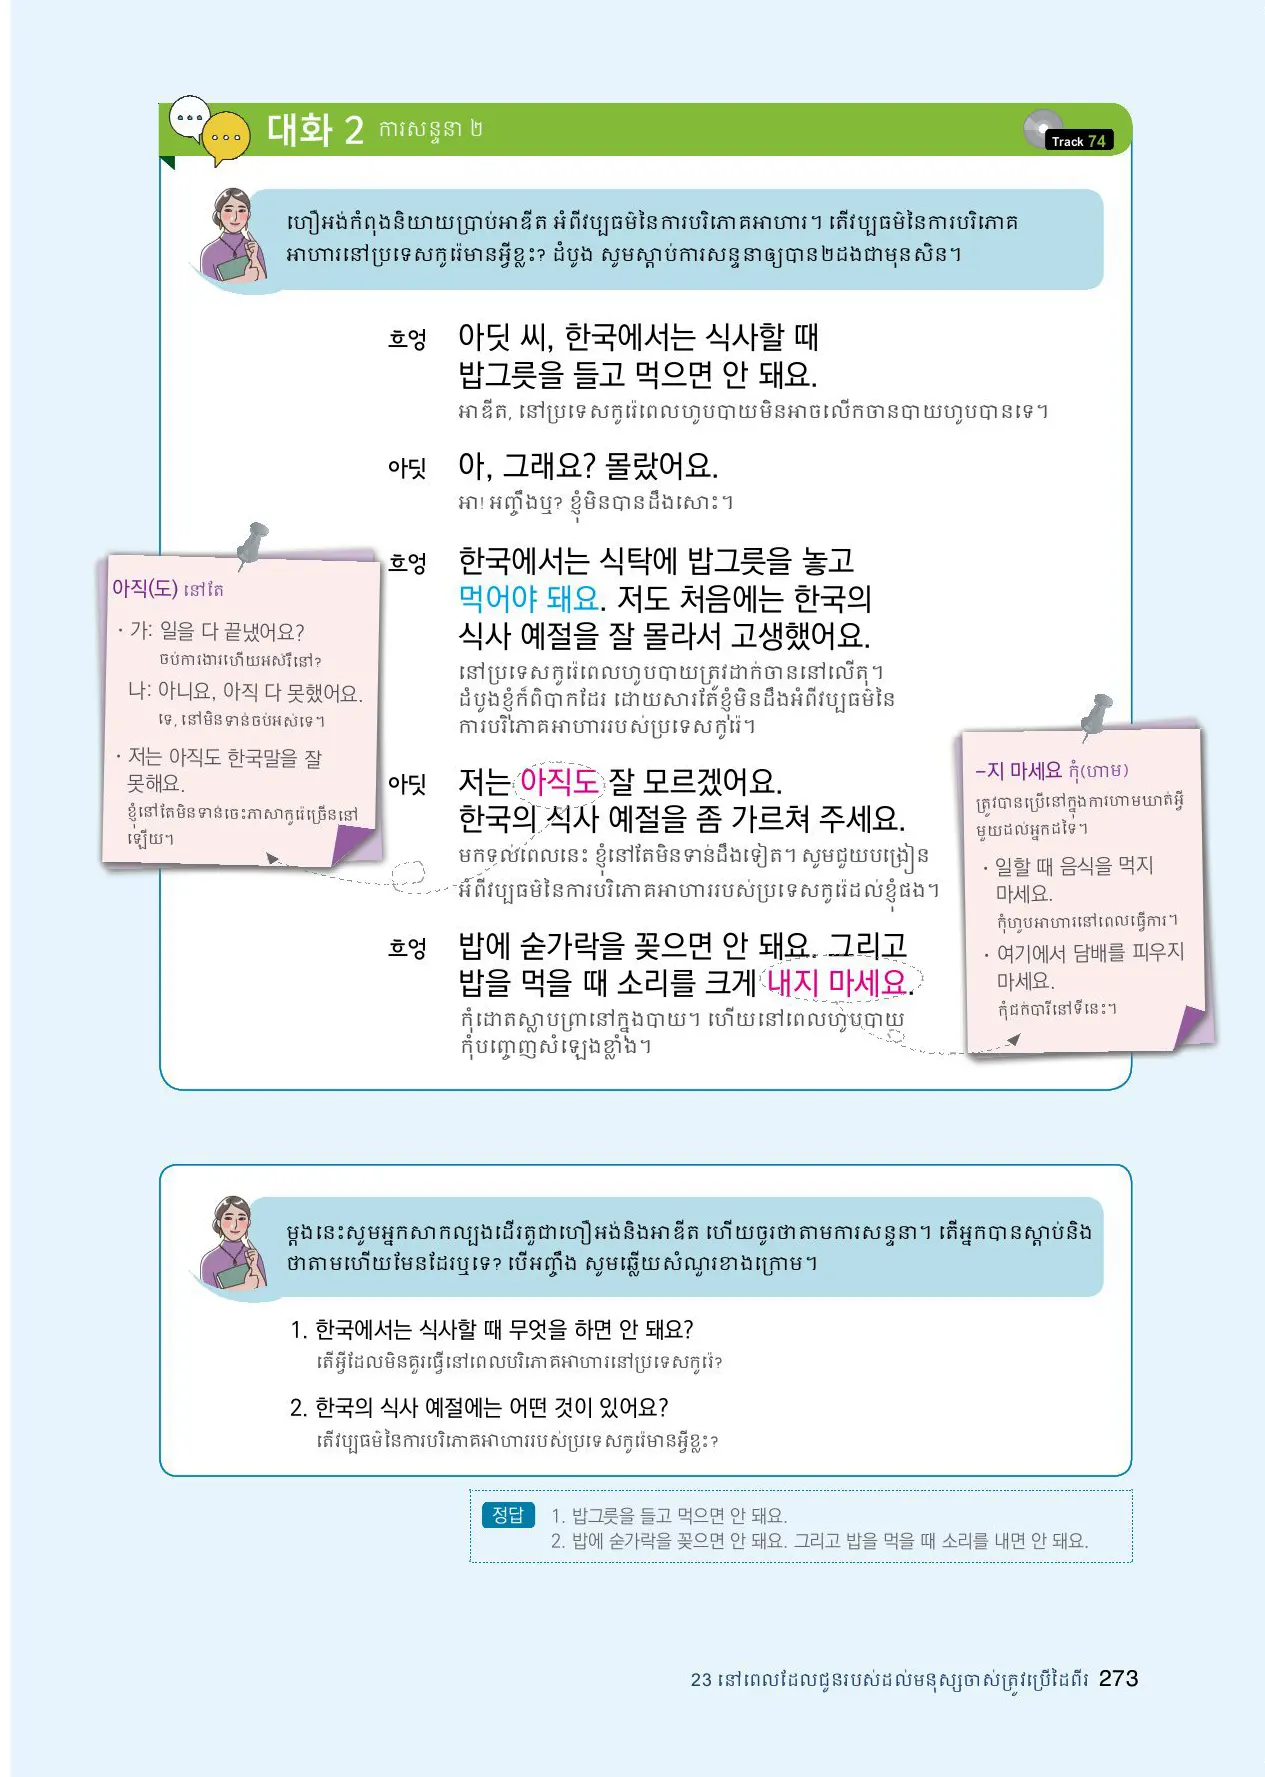 대화 2 ការសន្ទនា ២
Track 74
ហឿអង់កំពុងនិយាយប្រាប់អាឌីត អំពីវប្បធម៌នៃការបរិភោគអាហារ។ តើវប្បធម៌នៃការបរិភោគ
អាហារនៅប្រទេសកូរ៉េមានអ្វីខ្លះ? ដំបូង សូមស្ដាប់ការសន្ទនាឲ្យបាន២ដងជាមុនសិន។
흐엉 아딧 씨, 한국에서는 식사할 때
밥그릇을 들고 먹으면 안 돼요.
អាឌីត, នៅប្រទេសកូរ៉េពេលហូបបាយមិនអាចលើកចានបាយហូបបានទេ។
아딧 아, 그래요? 몰랐어요.
អា! អញ្ចឹងឬ? ខ្ញុំមិនបានដឹងសោះ។
흐엉 한국에서는 식탁에 밥그릇을 놓고
먹어야 돼요. 저도 처음에는 한국의
식사 예절을 잘 몰라서 고생했어요.
នៅប្រទេសកូរ៉េពេលហូបបាយត្រូវដាក់ចាននៅលើតុ។
ដំបូងខ្ញុំក៏ពិបាកដែរ ដោយសារតែខ្ញុំមិនដឹងអំពីវប្បធម៌នៃ
ការបរិភោគអាហាររបស់ប្រទេសកូរ៉េ។
아딧 저는 아직도 잘 모르겠어요.
한국의 식사 예절을 좀 가르쳐 주세요.
មកទល់ពេលនេះ ខ្ញុំនៅតែមិនទាន់ដឹងទៀត។ សូមជួយបង្រៀន
អំពីវប្បធម៌នៃការបរិភោគអាហាររបស់ប្រទេសកូរ៉េដល់ខ្ញុំផង។
흐엉 밥에 숟가락을 꽂으면 안 돼요. 그리고
밥을 먹을 때 소리를 크게 내지 마세요.
កុំដោតស្លាបព្រានៅក្នុងបាយ។ ហើយនៅពេលហូបបាយ
កុំបញ្ចេញសំឡេងខ្លាំង។
아직(도) នៅតែ
· 가: 일을 다 끝냈어요?
ចប់ការងារហើយអស់រឺនៅ?
나: 아니요, 아직 다 못했어요.
ទេ, នៅមិនទាន់ចប់អស់ទេ។
· 저는 아직도 한국말을 잘
못해요.
ខ្ញុំនៅតែមិនទាន់ចេះភាសាកូរ៉េច្រើននៅ
ឡើយ។
-지 마세요 កុំ(ហាម)
ត្រូវបានប្រើនៅក្នុងការហាមឃាត់អ្វី
មួយដល់អ្នកដទៃ។
· 일할 때 음식을 먹지
마세요.
កុំហូបអាហារនៅពេលធ្វើការ។
· 여기에서 담배를 피우지
마세요.
កុំជក់បារីនៅទីនេះ។
ម្ដងនេះសូមអ្នកសាកល្បងដើរតួជាហឿអង់និងអាឌីត ហើយចូរថាតាមការសន្ទនា។ តើអ្នកបានស្ដាប់និង
ថាតាមហើយមែនដែរឬទេ? បើអញ្ចឹង សូមឆ្លើយសំណួរខាងក្រោម។
1. 한국에서는 식사할 때 무엇을 하면 안 돼요?
តើអ្វីដែលមិនគួរធ្វើនៅពេលបរិភោគអាហារនៅប្រទេសកូរ៉េ?
2. 한국의 식사 예절에는 어떤 것이 있어요?
តើវប្បធម៌នៃការបរិភោគអាហាររបស់ប្រទេសកូរ៉េមានអ្វីខ្លះ?
정답 1. 밥그릇을 들고 먹으면 안 돼요.
2. 밥에 숟가락을 꽂으면 안 돼요. 그리고 밥을 먹을 때 소리를 내면 안 돼요.
23 នៅពេលដែលជូនរបស់ដល់មនុស្សចាស់ត្រូវប្រើដៃពីរ 273